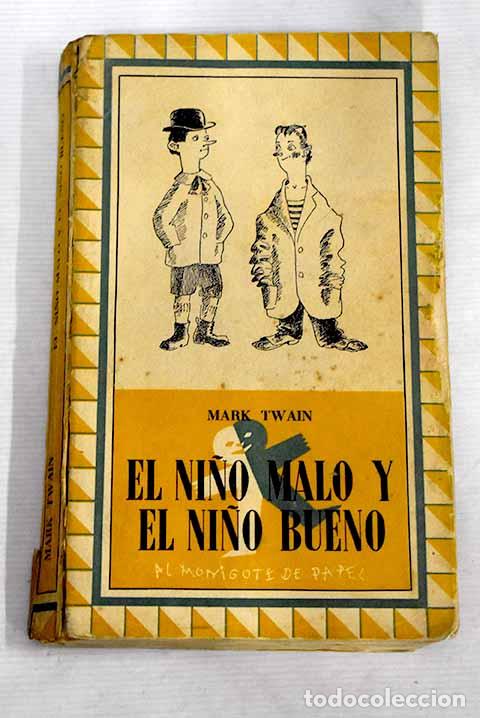 MARK TWAIN
EL NIÑO MALO Y
EL NIÑO BUENO
AL MONIGOTE DE PAPEL
MARK TWAIN EL NIÑO MALO Y EL NIÑO BUENO
todocoleccion